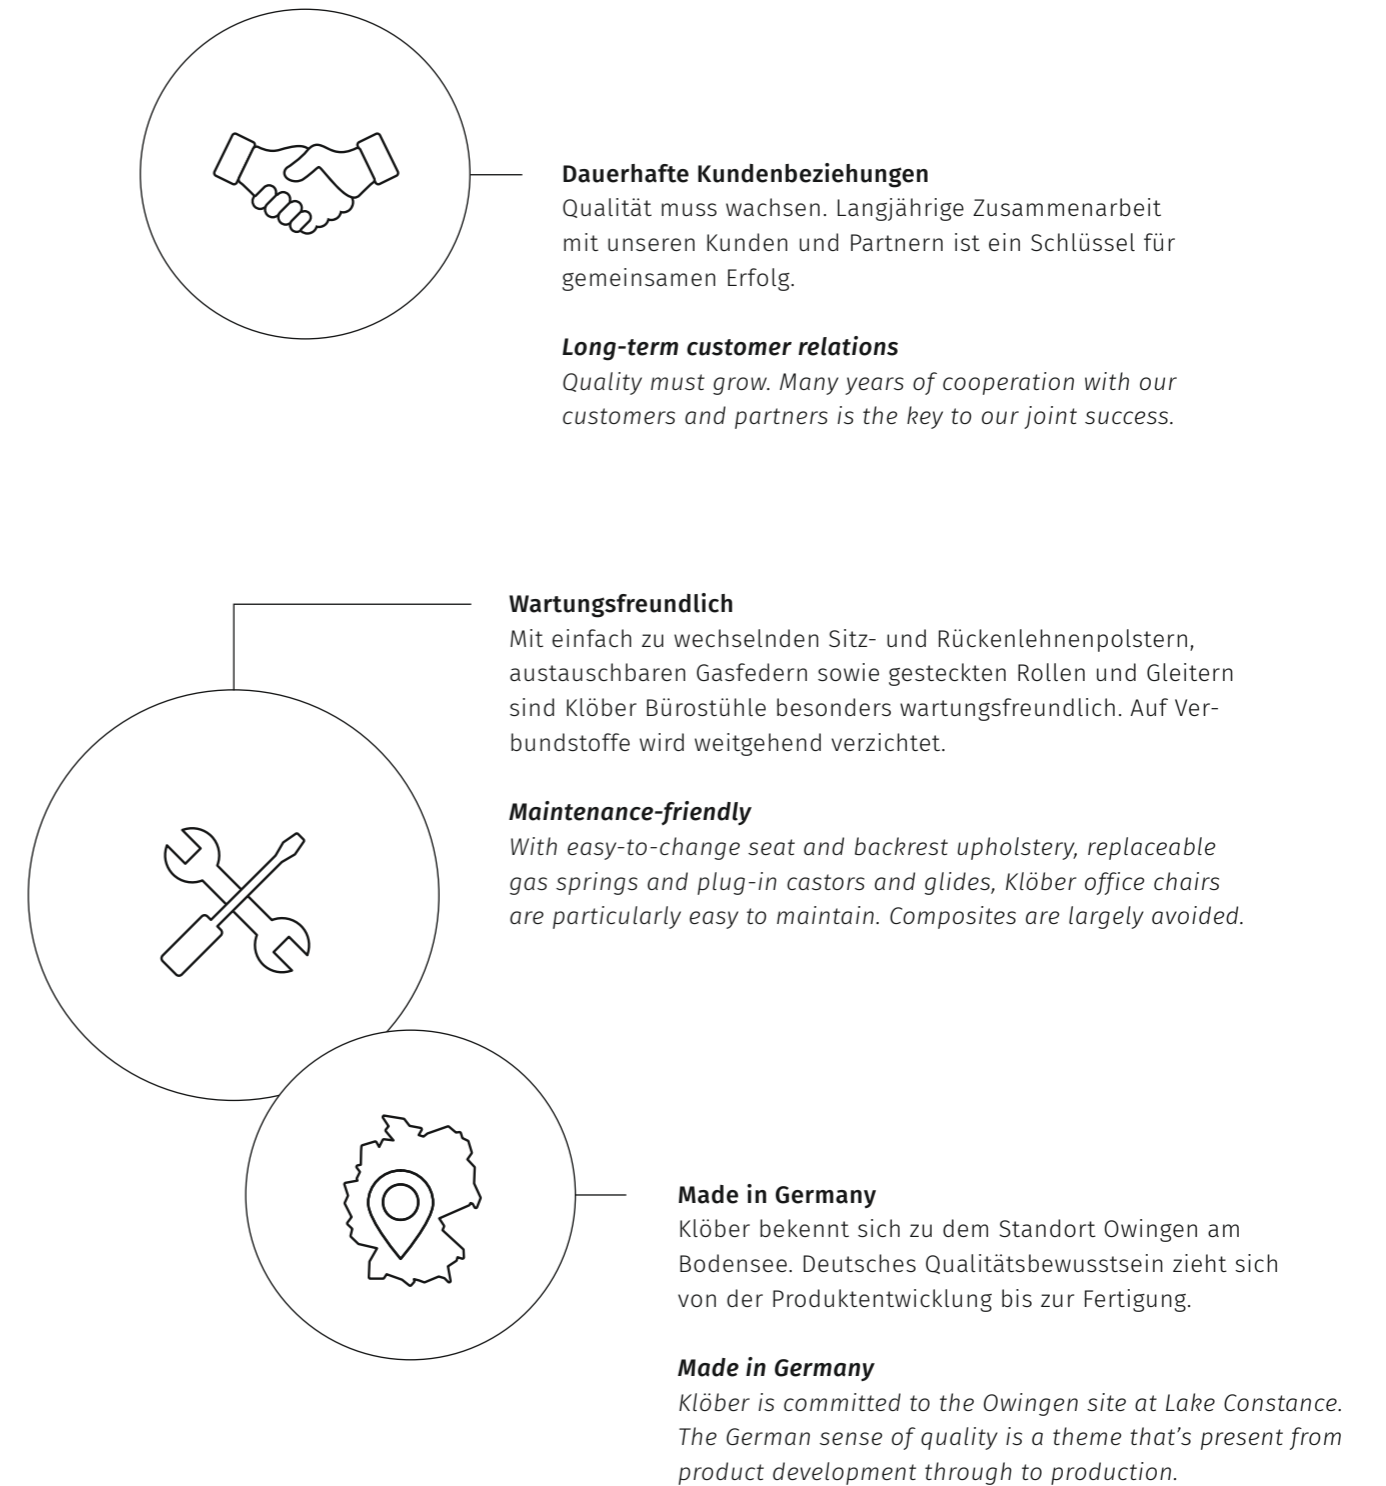 Dauerhafte Kundenbeziehungen
Qualität muss wachsen. Langjährige Zusammenarbeit
mit unseren Kunden und Partnern ist ein Schlüssel für
gemeinsamen Erfolg.
Long-term customer relations
Quality must grow. Many years of cooperation with our
customers and partners is the key to our joint success.
Wartungsfreundlich
Mit einfach zu wechselnden Sitz- und Rückenlehnenpolstern,
austauschbaren Gasfedern sowie gesteckten Rollen und Gleitern
sind Klöber Bürostühle besonders wartungsfreundlich. Auf Ver-
bundstoffe wird weitgehend verzichtet.
Maintenance-friendly
With easy-to-change seat and backrest upholstery, replaceable
gas springs and plug-in castors and glides, Klöber office chairs
are particularly easy to maintain. Composites are largely avoided.
Made in Germany
Klöber bekennt sich zu dem Standort Owingen am
Bodensee. Deutsches Qualitätsbewusstsein zieht sich
von der Produktentwicklung bis zur Fertigung.
Made in Germany
Klöber is committed to the Owingen site at Lake Constance.
The German sense of quality is a theme that's present from
product development through to production.